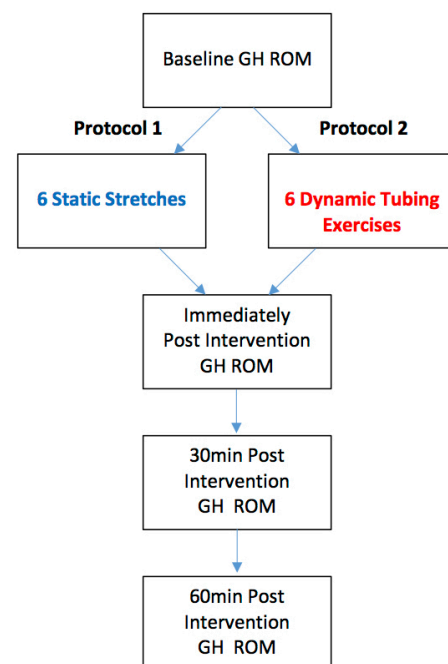 Baseline GH ROM
Protocol 1
Protocol 2
6 Static Stretches
6 Dynamic Tubing
Exercises
Immediately
Post Intervention
GH ROM
30min Post
Intervention
GH ROM
60min Post
Intervention
GH ROM